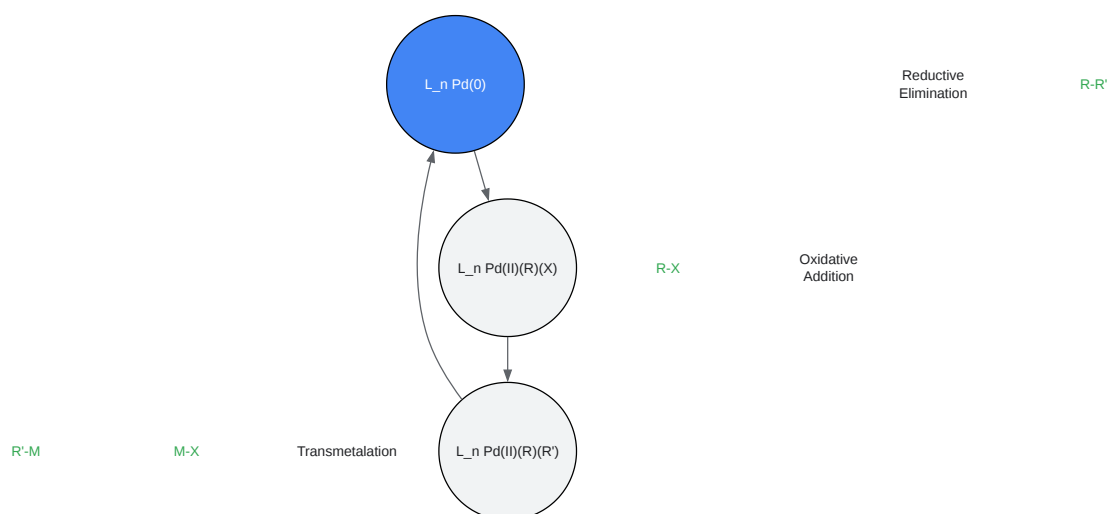 L_n Pd(0)
Reductive
Elimination
R-R'
L_n Pd(II)(R)(X)
R-X
Oxidative
Addition
R'-M
M-X
Transmetalation
L_n Pd(II)(R)(R')